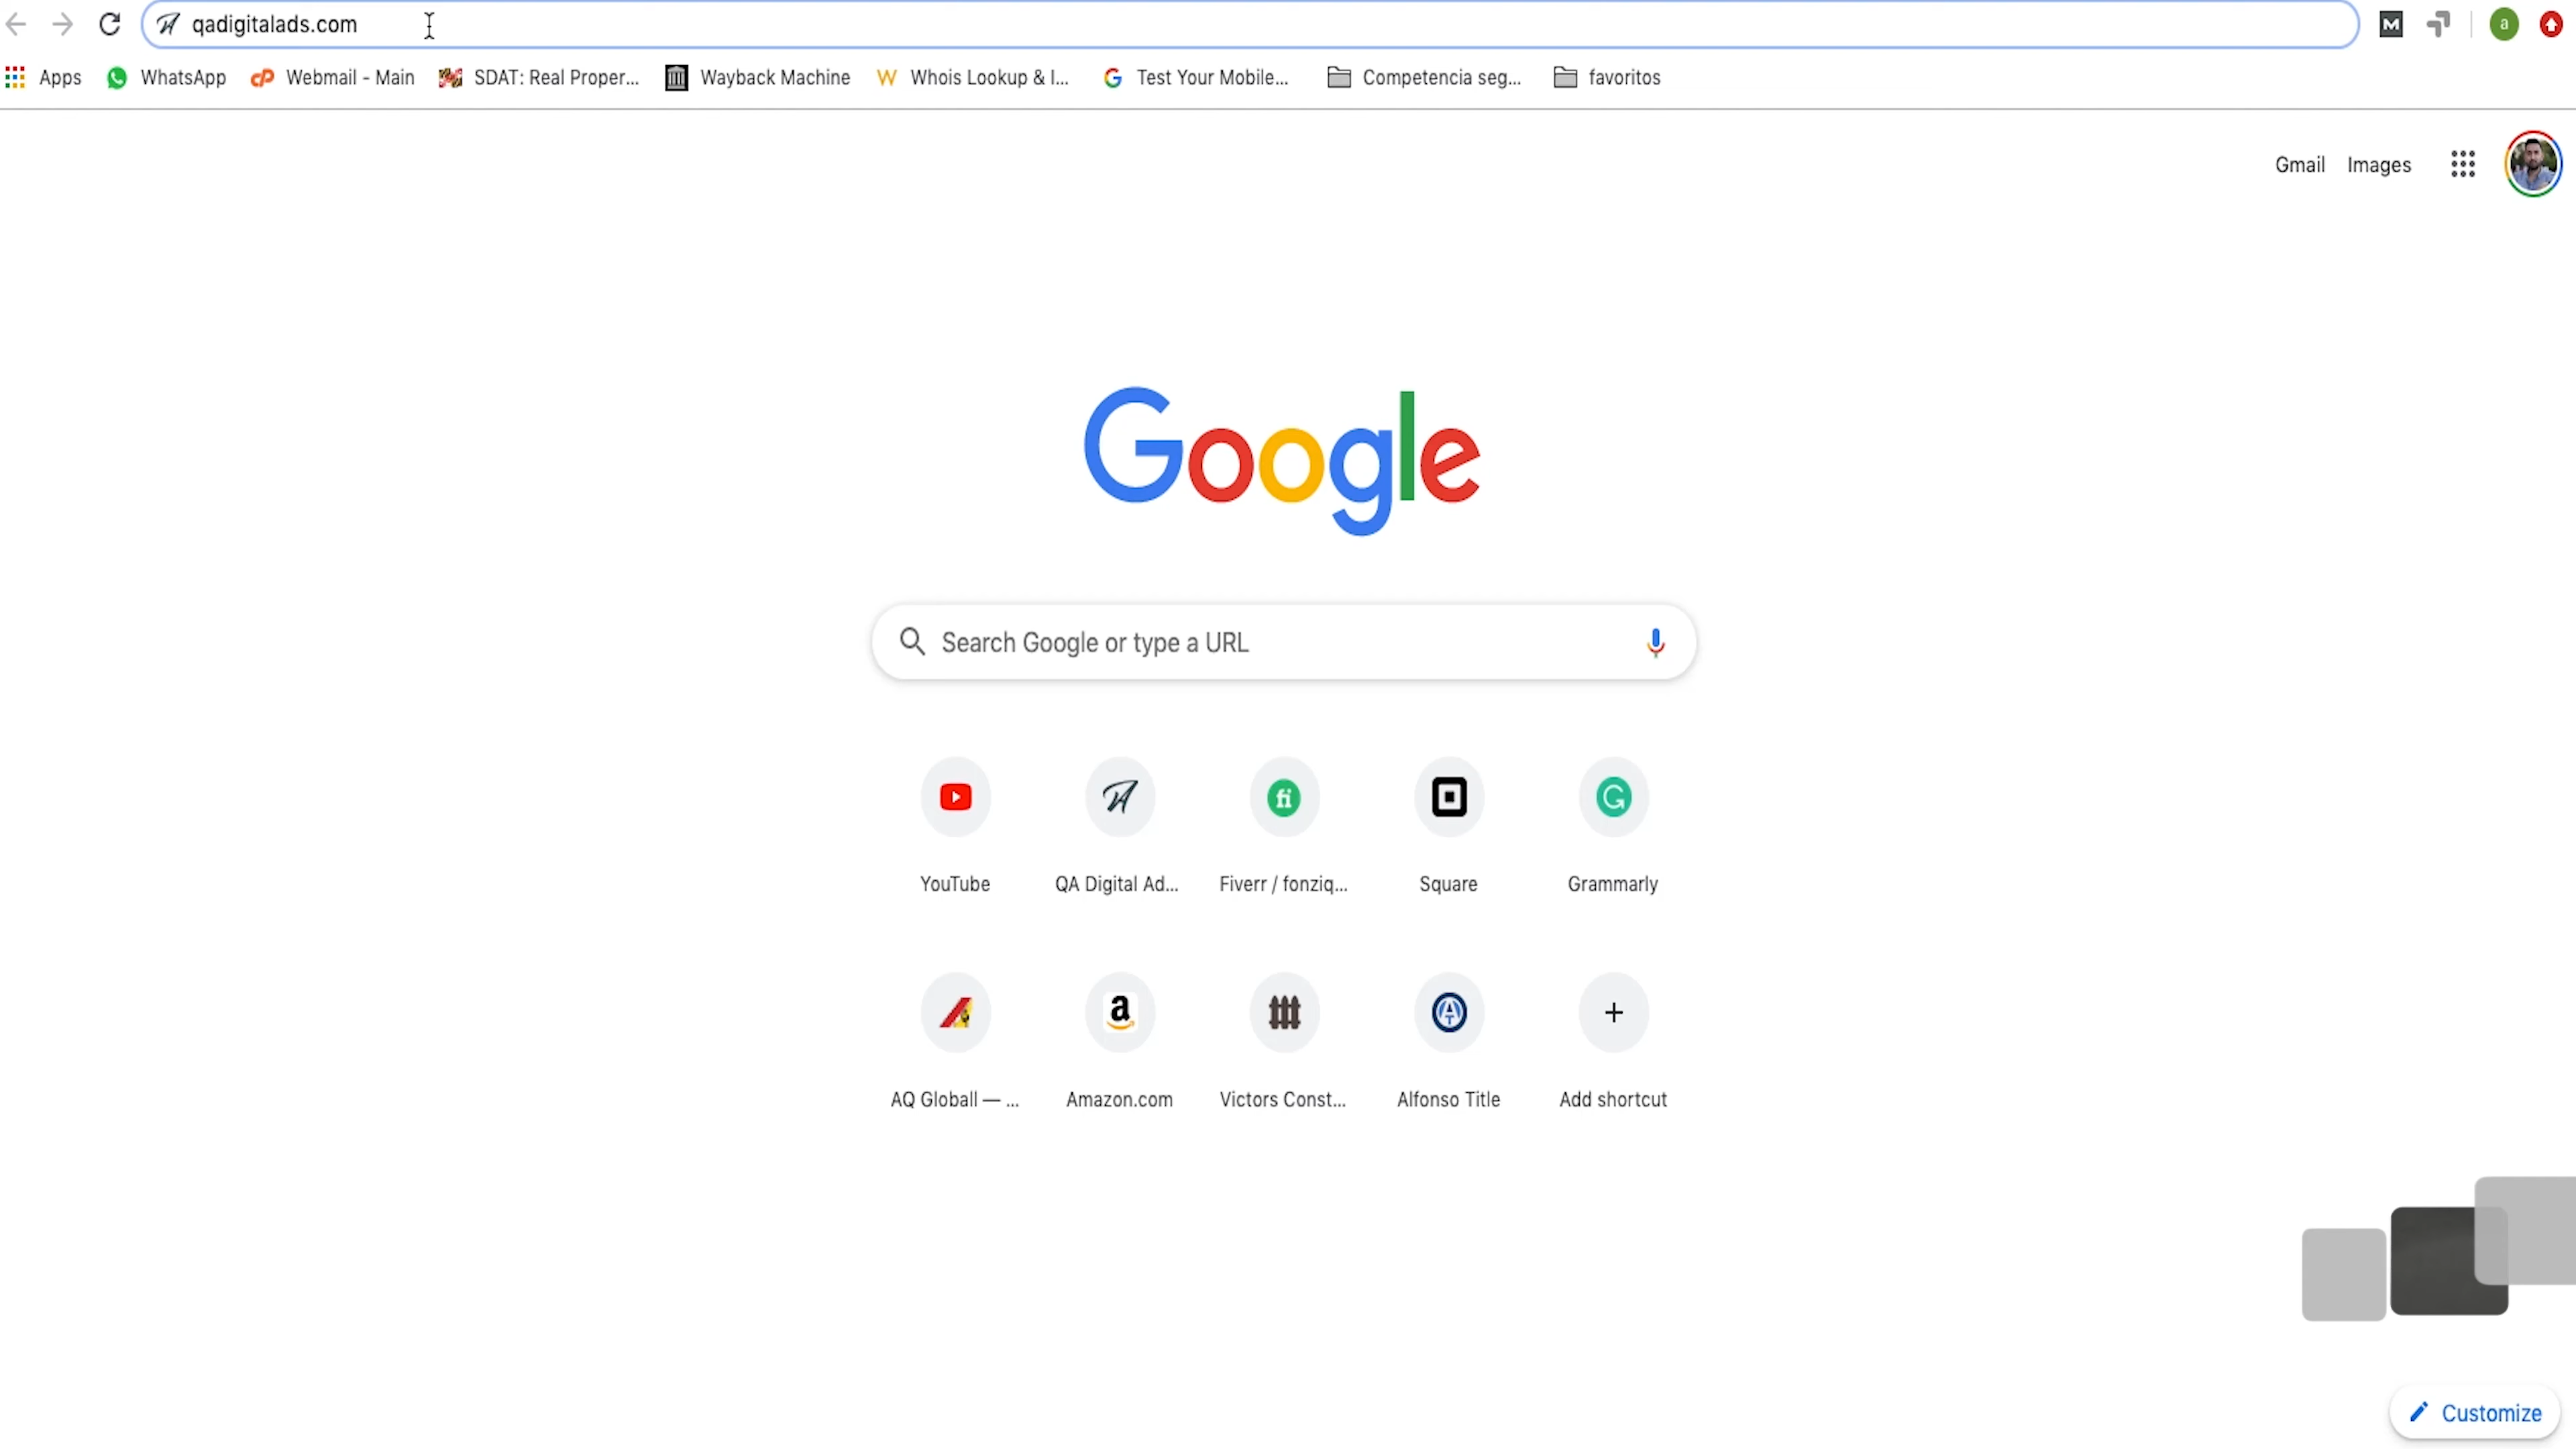 qadigitalads.com
Apps WhatsApp Webmail - Main SDAT: Real Proper... Wayback Machine Whois Lookup & I... Test Your Mobile... Competencia seg... favoritos
Gmail Images
Google
Search Google or type a URL
YouTube QA Digital Ad... Fiverr / fonziq... Square Grammarly
AQ Globall — ... Amazon.com Victors Const... Alfonso Title Add shortcut
Customize